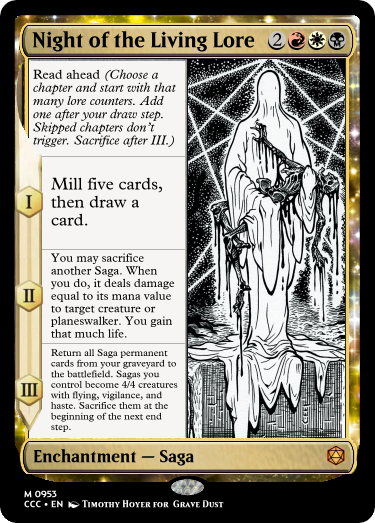 Night of the Living Lore 2
Read ahead (Choose a
chapter and start with that
many lore counters. Add
one after your draw step.
Skipped chapters don't
trigger. Sacrifice after III.)
I
Mill five cards,
then draw a
card.
II
You may sacrifice
another Saga. When
you do, it deals damage
equal to its mana value
to target creature or
planeswalker. You gain
that much life.
III
Return all Saga permanent
cards from your graveyard to
the battlefield. Sagas you
control become 4/4 creatures
with flying, vigilance, and
haste. Sacrifice them at the
beginning of the next end
step.
Enchantment — Saga
M 0953
CCC • EN Timothy Hoyer for Grave Dust